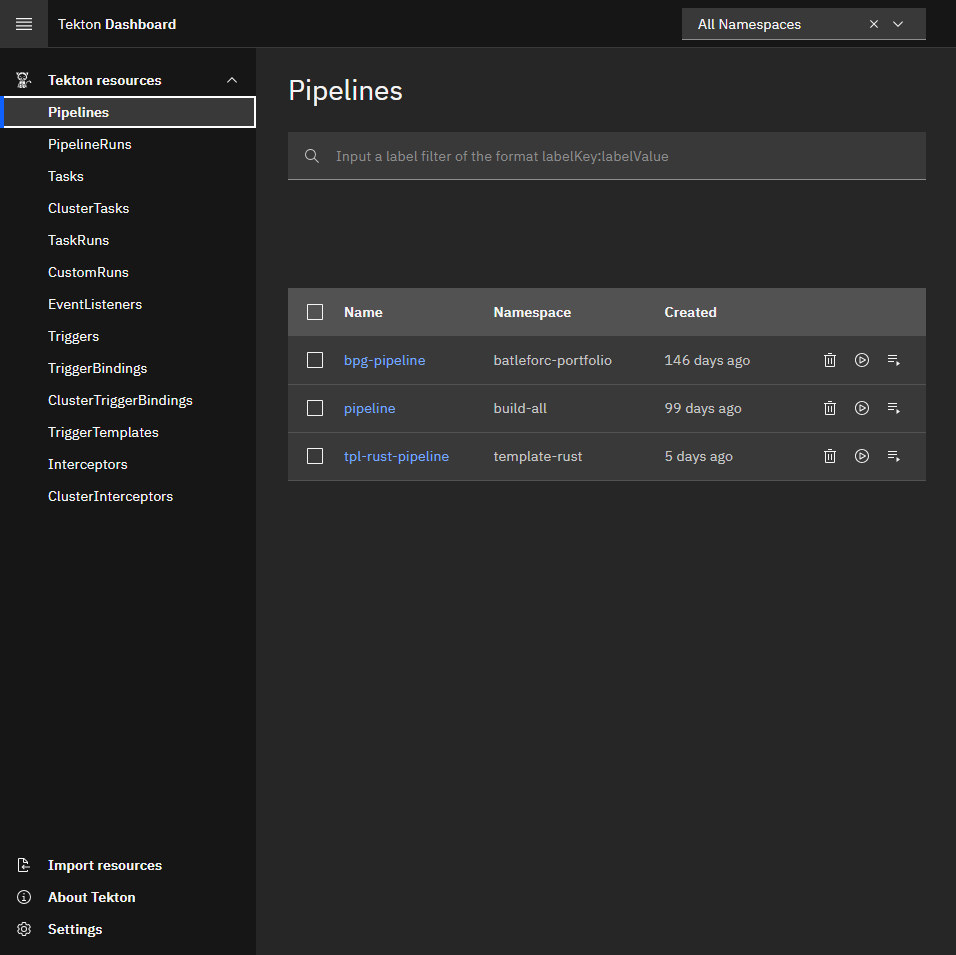 Tekton Dashboard
All Namespaces
Tekton resources
Pipelines
PipelineRuns
Tasks
ClusterTasks
TaskRuns
CustomRuns
EventListeners
Triggers
TriggerBindings
ClusterTriggerBindings
TriggerTemplates
Interceptors
ClusterInterceptors
Import resources
About Tekton
Settings
Pipelines
Input a label filter of the format labelKey:labelValue
Name Namespace Created
bpg-pipeline batleforc-portfolio 146 days ago
pipeline build-all 99 days ago
tpl-rust-pipeline template-rust 5 days ago